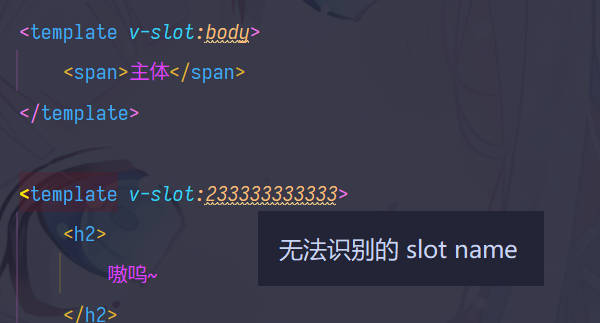 <template v-slot:body>
<span>主体</span>
</template>
<template v-slot:233333333333>
<h2>
无法识别的 slot name
嗷呜~
</h2>